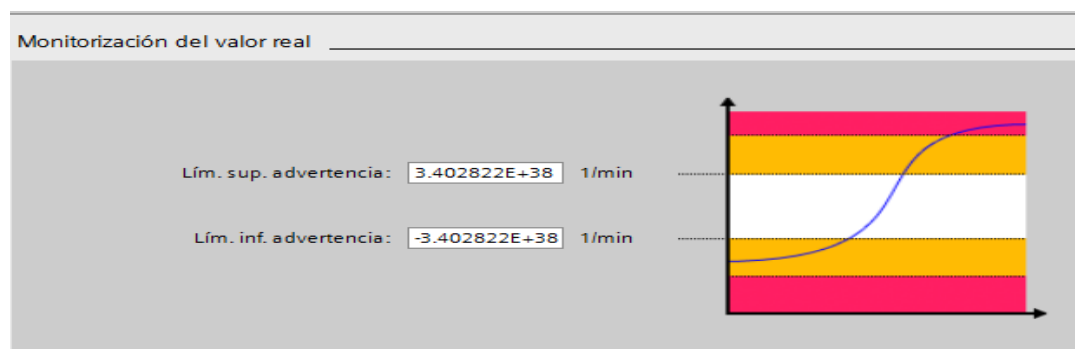 Monitorización del valor real
Lím. sup. advertencia: 3.402822E+38 1/min
Lím. inf. advertencia: -3.402822E+38 1/min